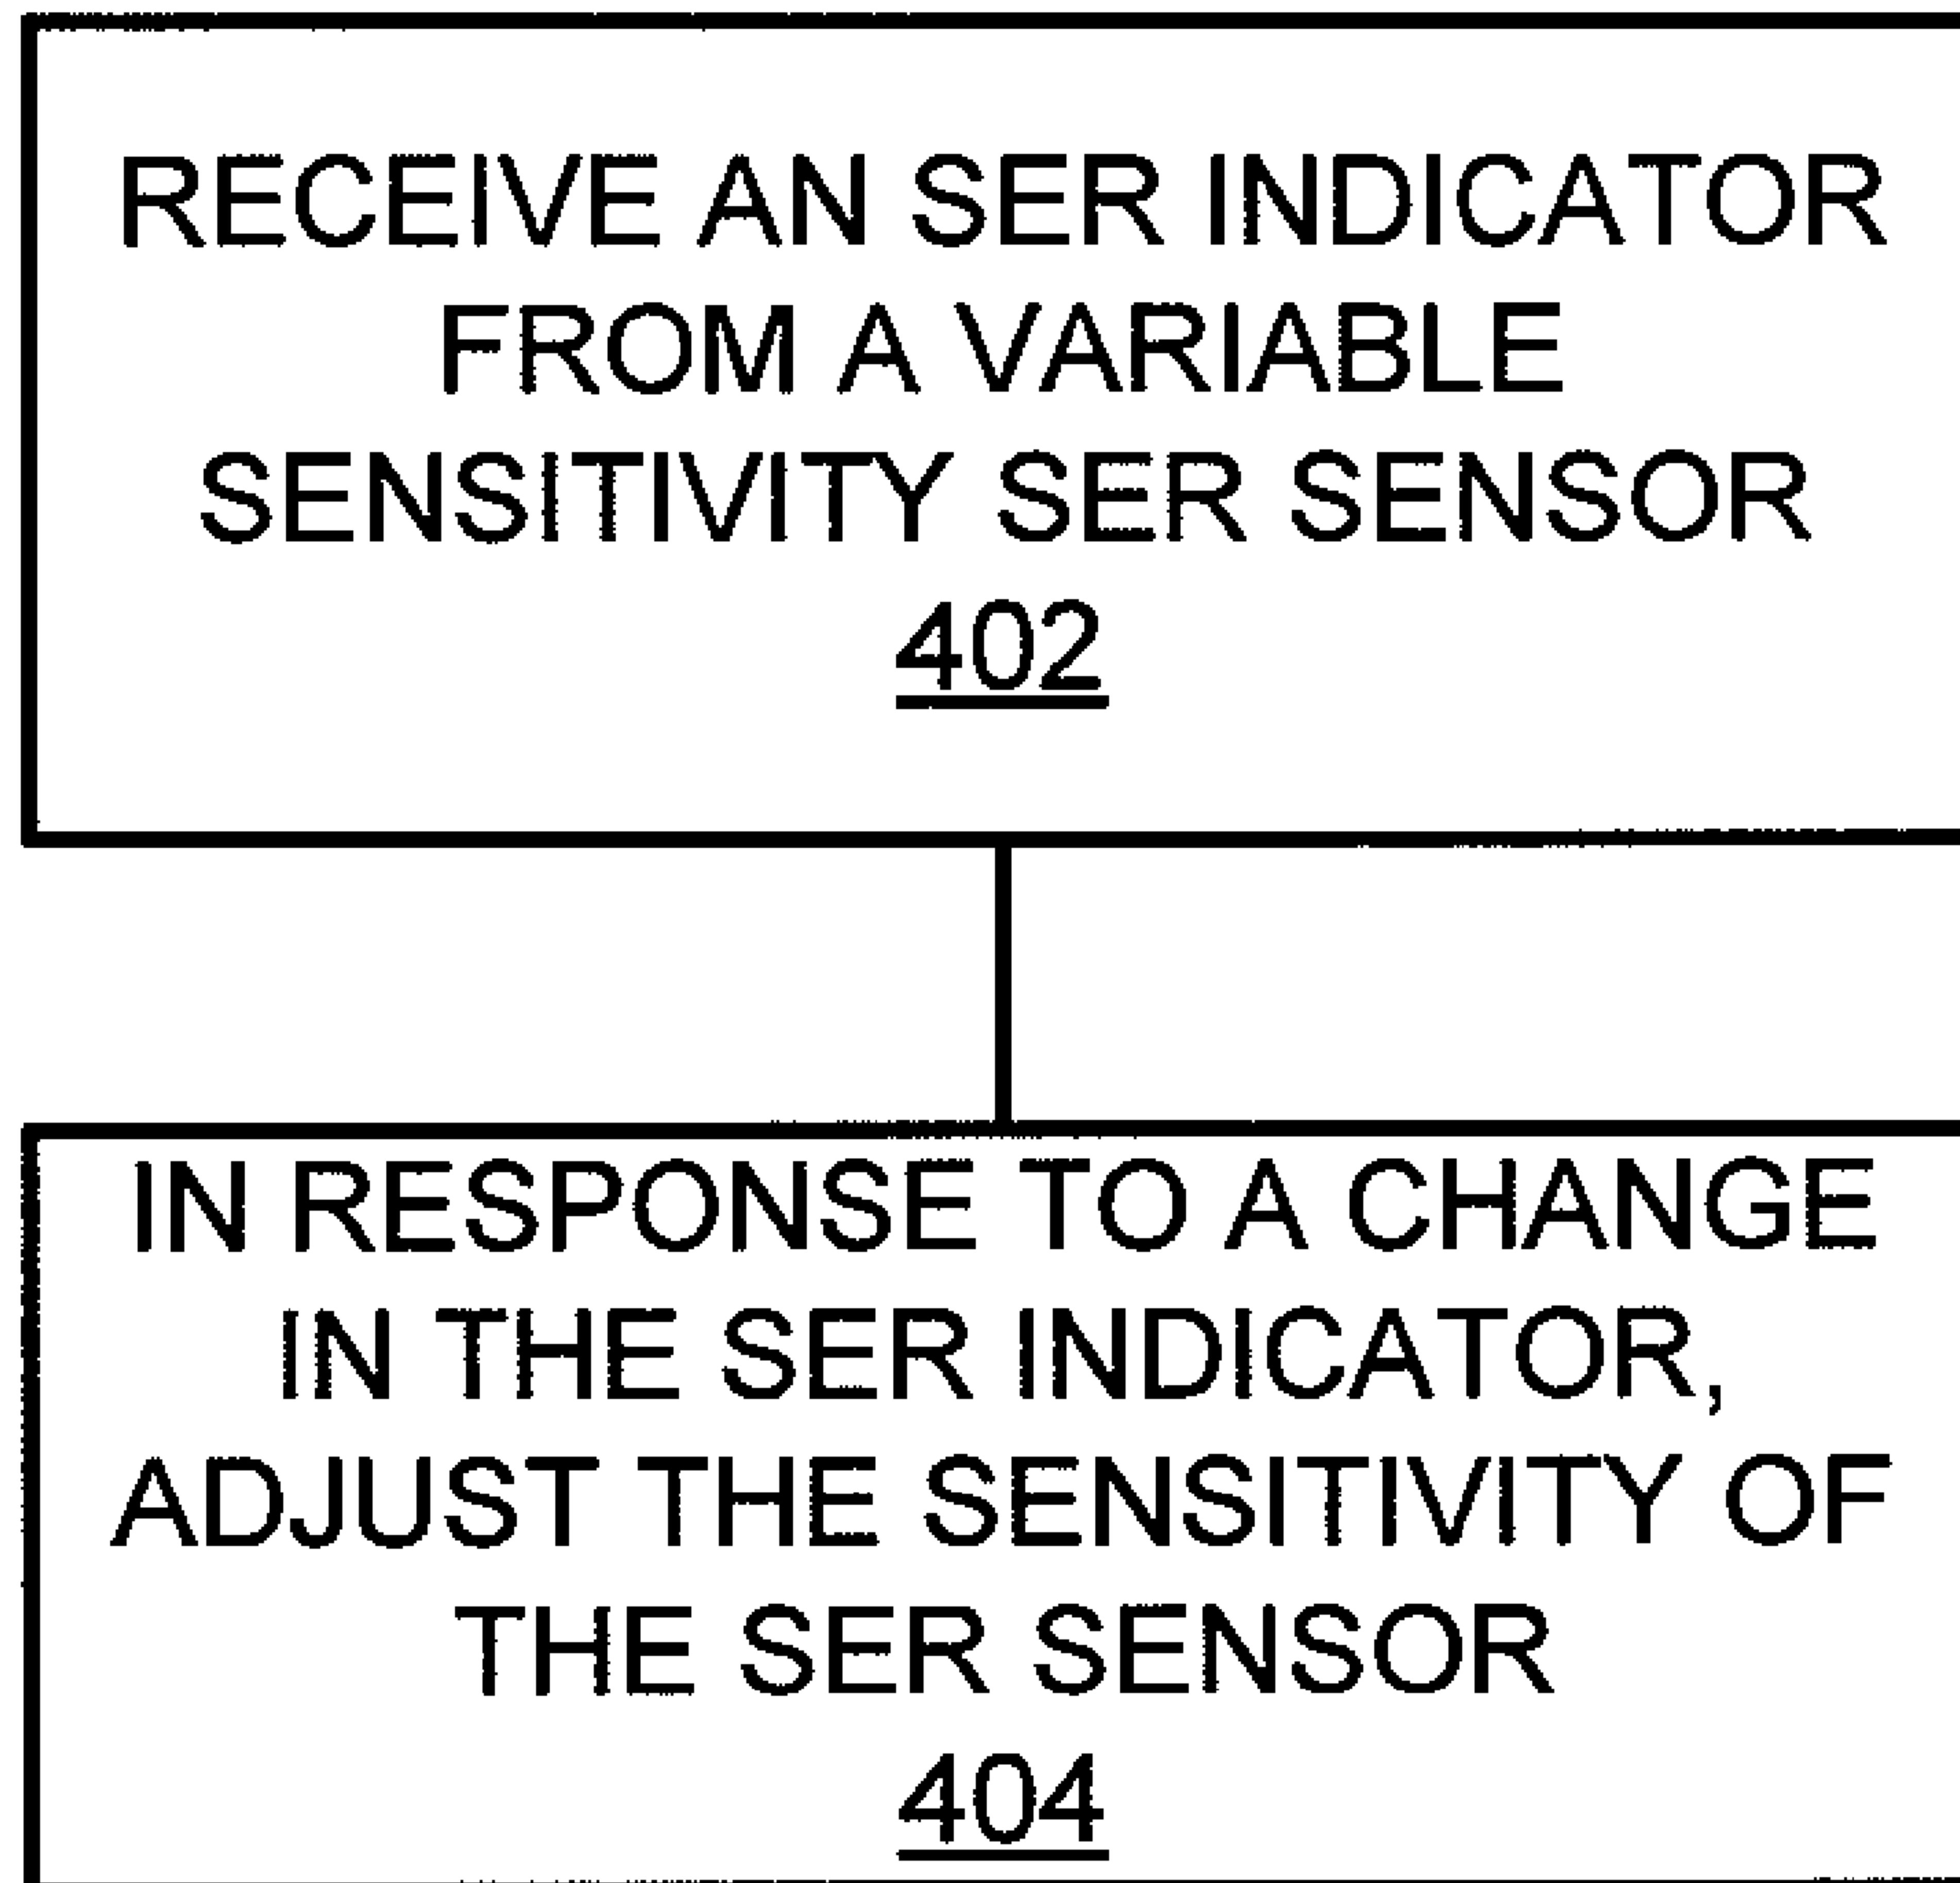 RECEIVE AN SER INDICATOR
FROM A VARIABLE
SENSITIVITY SER SENSOR
402
IN RESPONSE TO A CHANGE
IN THE SER INDICATOR,
ADJUST THE SENSITIVITY OF
THE SER SENSOR
404